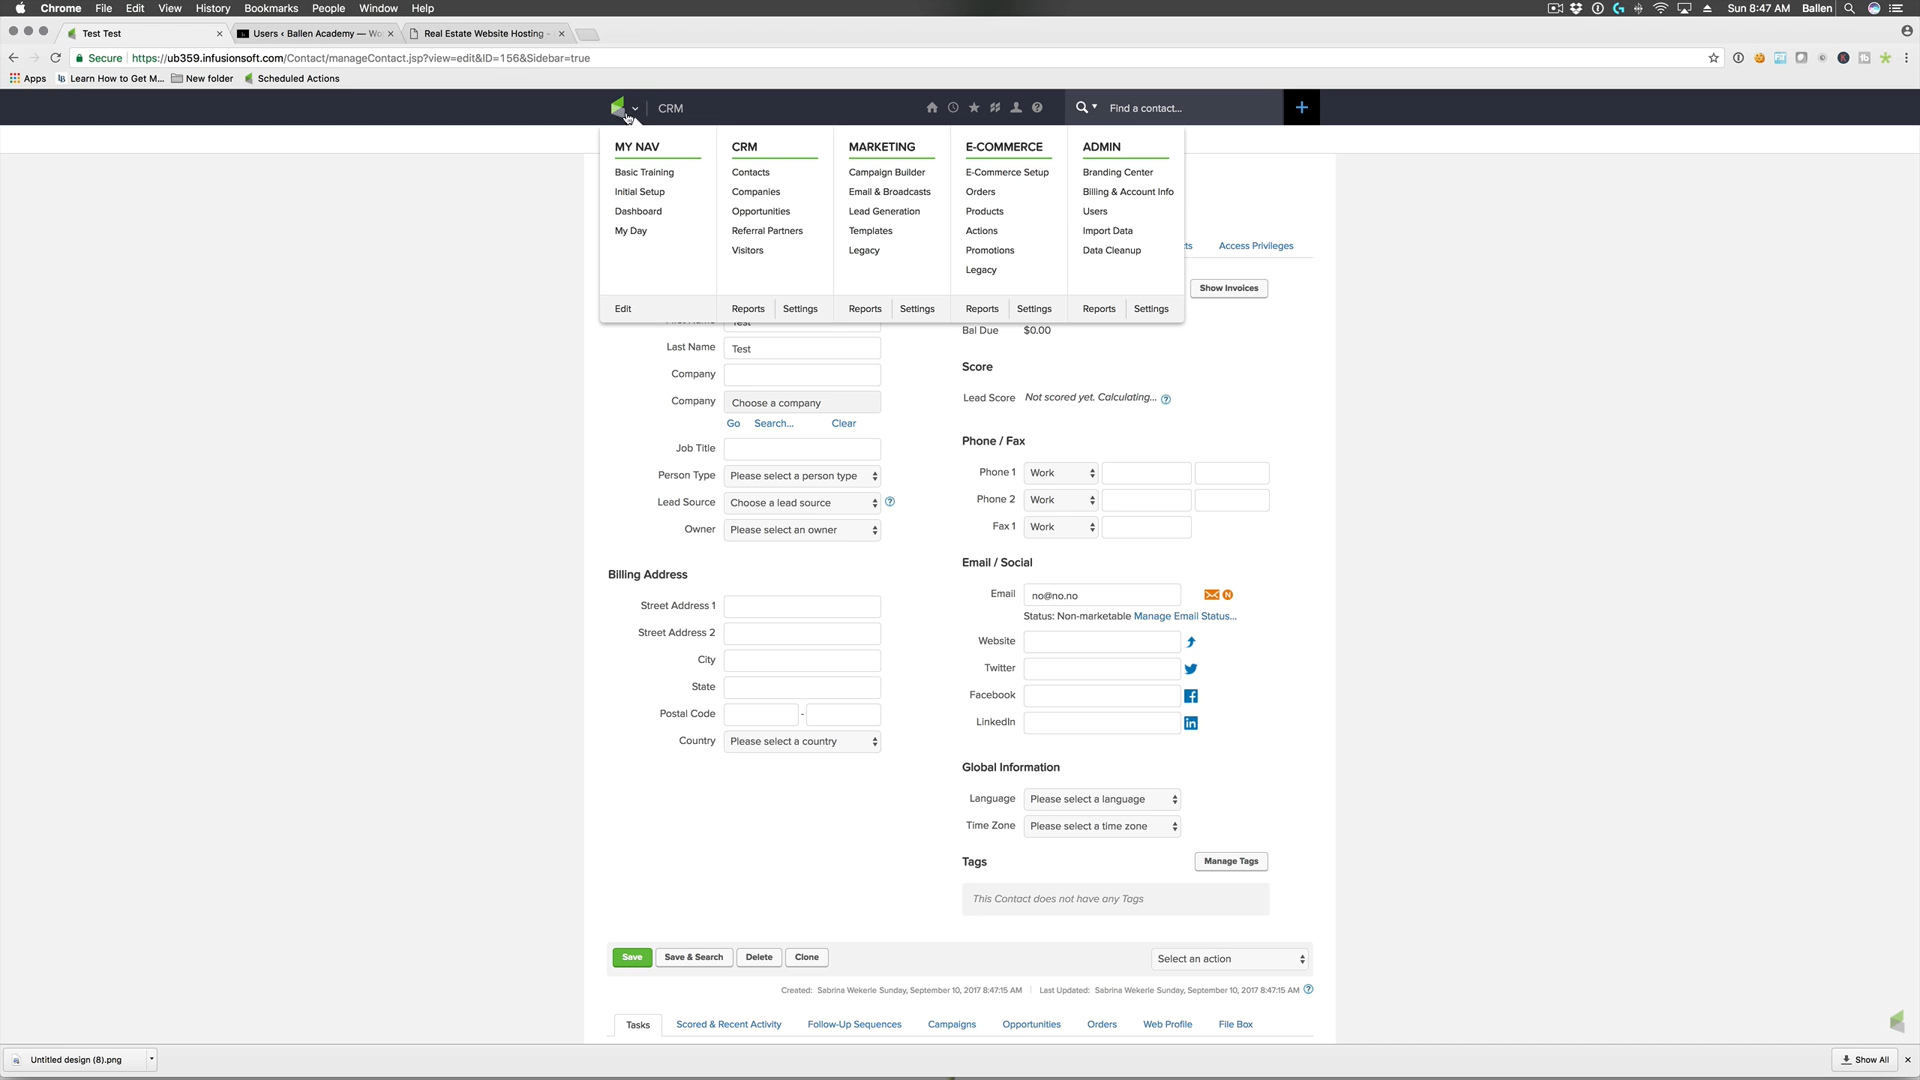 Chrome File Edit View History Bookmarks People Window Help Sun 8:47 AM Ballen
Test Test × Users ‹ Ballen Academy — Wo × Real Estate Website Hosting - ×
Secure https://ub359.infusionsoft.com/Contact/manageContact.jsp?view=edit&ID=156&Sidebar=true
Apps Learn How to Get M... New folder Scheduled Actions
CRM Find a contact... +
MY NAV CRM MARKETING E-COMMERCE ADMIN
Basic Training Contacts Campaign Builder E-Commerce Setup Branding Center
Initial Setup Companies Email & Broadcasts Orders Billing & Account Info
Dashboard Opportunities Lead Generation Products Users
My Day Referral Partners Templates Actions Import Data
Visitors Legacy Promotions Data Cleanup
Legacy
cts Access Privileges
Show Invoices
Edit Reports Settings Reports Settings Reports Settings Reports Settings
First Name Test
Bal Due $0.00
Last Name Test
Score
Company
Lead Score Not scored yet. Calculating... ?
Company Choose a company
Go Search... Clear
Phone / Fax
Job Title
Phone 1 Work
Person Type Please select a person type
Phone 2 Work
Lead Source Choose a lead source ?
Fax 1 Work
Owner Please select an owner
Email / Social
Billing Address
Email no@no.no N
Street Address 1
Status: Non-marketable Manage Email Status...
Street Address 2
Website
City
Twitter
State
Facebook
Postal Code -
LinkedIn
Country Please select a country
Global Information
Language Please select a language
Time Zone Please select a time zone
Tags Manage Tags
This Contact does not have any Tags
Save Save & Search Delete Clone Select an action
Created: Sabrina Wekerle Sunday, September 10, 2017 8:47:15 AM Last Updated: Sabrina Wekerle Sunday, September 10, 2017 8:47:15 AM ?
Tasks Scored & Recent Activity Follow-Up Sequences Campaigns Opportunities Orders Web Profile File Box
Untitled design (8).png Show All ×